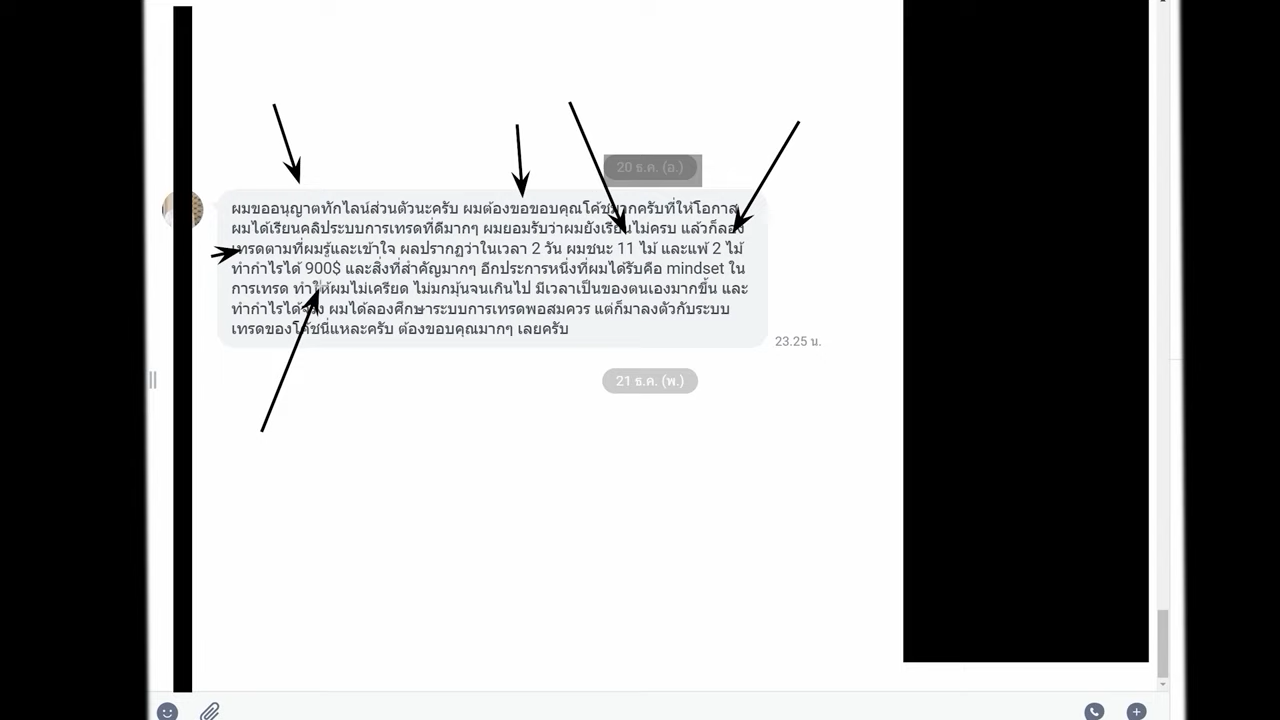 20 ธ.ค. (อ.)
ผมขออนุญาตทักไลน์ส่วนตัวนะครับ ผมต้องขอขอบคุณโค้ชมากครับที่ให้โอกาส
ผมได้เรียนคลิประบบการเทรดที่ดีมากๆ ผมยอมรับว่าผมยังเรียนไม่ครบ แล้วก็ลอง
เทรดตามที่ผมรู้และเข้าใจ ผลปรากฏว่าในเวลา 2 วัน ผมชนะ 11 ไม้ และแพ้ 2 ไม้
ทำกำไรได้ 900$ และสิ่งที่สำคัญมากๆ อีกประการหนึ่งที่ผมได้รับคือ mindset ใน
การเทรด ทำให้ผมไม่เครียด ไม่มกมุ้นจนเกินไป มีเวลาเป็นของตนเองมากขึ้น และ
ทำกำไรได้จริง ผมได้ลองศึกษาระบบการเทรดพอสมควร แต่ก็มาลงตัวกับระบบ
เทรดของโค้ชนี่แหละครับ ต้องขอบคุณมากๆ เลยครับ
23.25 น.
21 ธ.ค. (พ.)